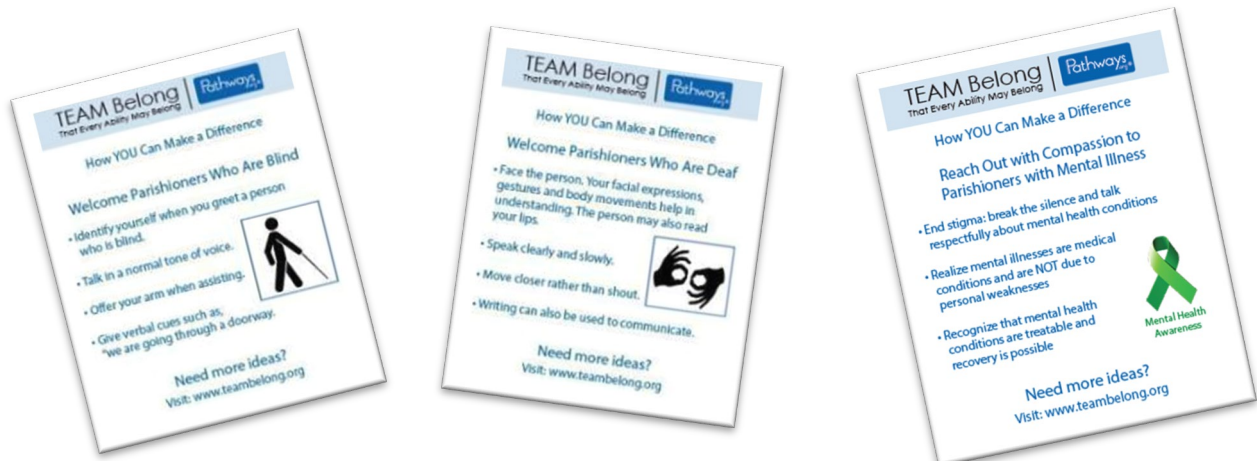 TEAM Belong
That Every Ability May Belong
Pathways.org
How YOU Can Make a Difference
Welcome Parishioners Who Are Blind
• Identify yourself when you greet a person
who is blind.
• Talk in a normal tone of voice.
• Offer your arm when assisting.
• Give verbal cues such as,
"we are going through a doorway.
Need more ideas?
Visit: www.teambelong.org
TEAM Belong
That Every Ability May Belong
Pathways.org
How YOU Can Make a Difference
Welcome Parishioners Who Are Deaf
• Face the person. Your facial expressions,
gestures and body movements help in
understanding. The person may also read
your lips.
• Speak clearly and slowly.
• Move closer rather than shout.
• Writing can also be used to communicate.
Need more ideas?
Visit: www.teambelong.org
TEAM Belong
That Every Ability May Belong
Pathways.org
How YOU Can Make a Difference
Reach Out with Compassion to
Parishioners with Mental Illness
• End stigma: break the silence and talk
respectfully about mental health conditions
• Realize mental illnesses are medical
conditions and are NOT due to
personal weaknesses
• Recognize that mental health
conditions are treatable and
recovery is possible
Mental Health
Awareness
Need more ideas?
Visit: www.teambelong.org